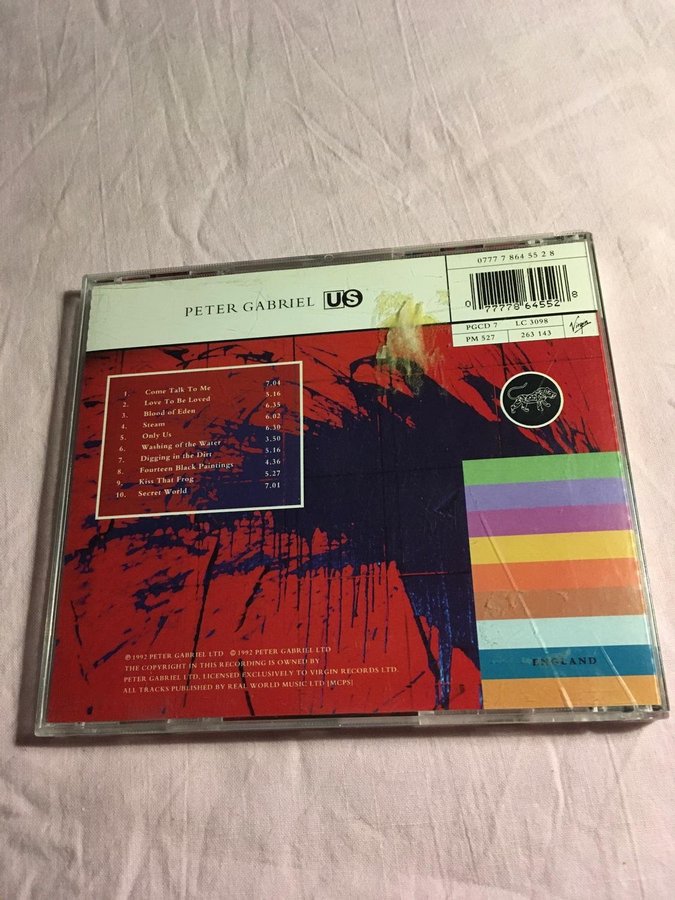 0777 7 864 55 2 8
0 77778 64552 8
PGCD 7 LC 3098
PM 527 263 143
Virgin
PETER GABRIEL US
1. Come Talk To Me 7.04
2. Love To Be Loved 5.16
3. Blood of Eden 6.35
4. Steam 6.02
5. Only Us 6.30
6. Washing of the Water 3.50
7. Digging in the Dirt 5.16
8. Fourteen Black Paintings 4.36
9. Kiss That Frog 5.27
10. Secret World 7.01
ENGLAND
℗ 1992 PETER GABRIEL LTD © 1992 PETER GABRIEL LTD
THE COPYRIGHT IN THIS RECORDING IS OWNED BY
PETER GABRIEL LTD. LICENSED EXCLUSIVELY TO VIRGIN RECORDS LTD.
ALL TRACKS PUBLISHED BY REAL WORLD MUSIC LTD [MCPS]